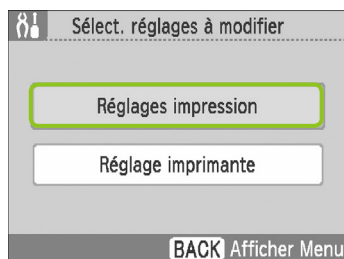 Sélect. réglages à modifier
Réglages impression
Réglage imprimante
BACK Afficher Menu